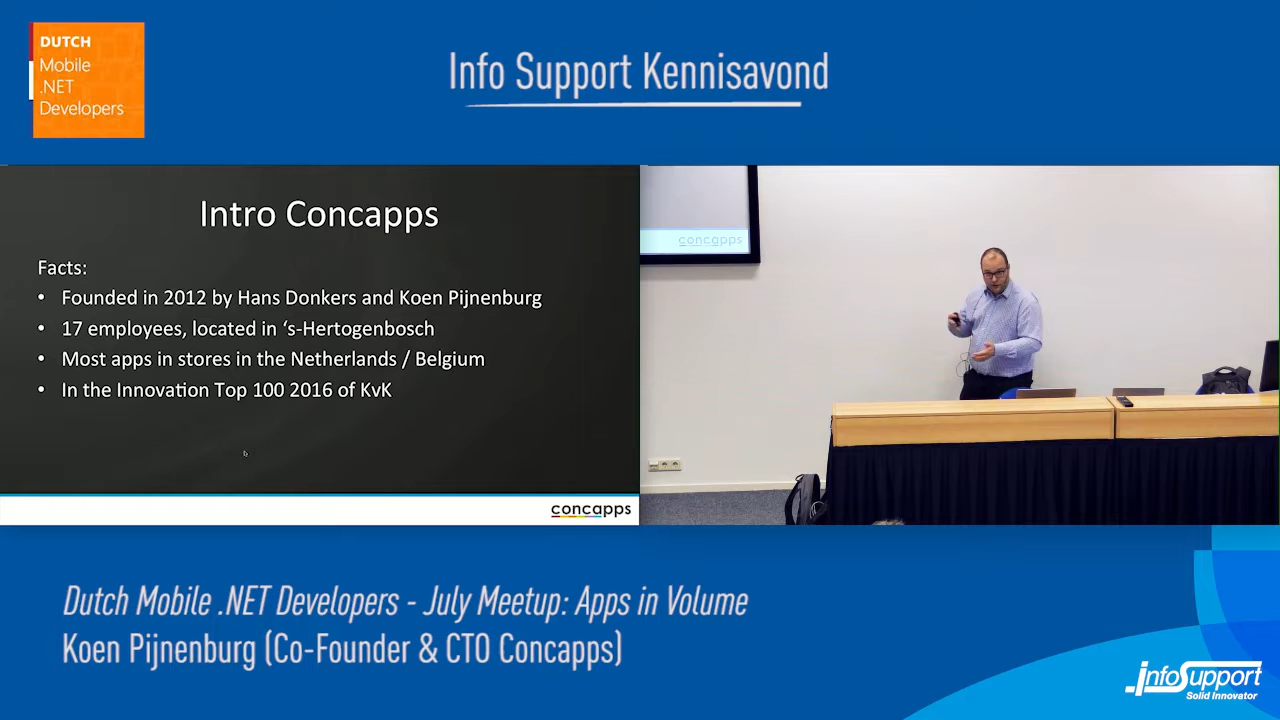 DUTCH
Mobile
.NET
Developers
Info Support Kennisavond
Intro Concapps
Facts:
• Founded in 2012 by Hans Donkers and Koen Pijnenburg
• 17 employees, located in ‘s-Hertogenbosch
• Most apps in stores in the Netherlands / Belgium
• In the Innovation Top 100 2016 of KvK
concapps
concapps
Dutch Mobile .NET Developers - July Meetup: Apps in Volume
Koen Pijnenburg (Co-Founder & CTO Concapps)
infoSupport
Solid Innovator